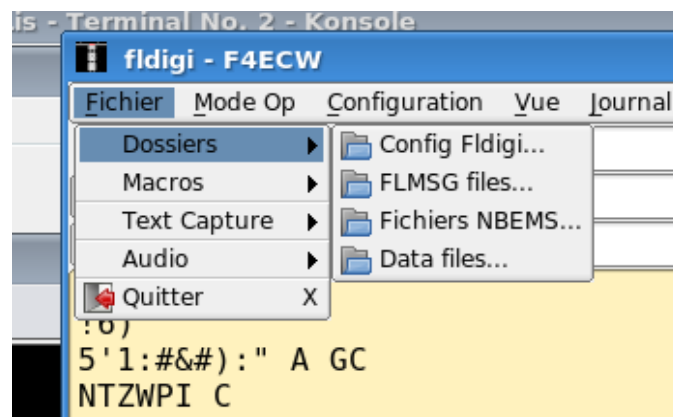 is - Terminal No. 2 - Konsole
fldigi - F4ECW
Fichier Mode Op Configuration Vue Journal
Dossiers
Macros
Text Capture
Audio
Quitter X
Config Fldigi...
FLMSG files...
Fichiers NBEMS...
Data files...
!6)
5'1:#&#):" A GC
NTZWPI C